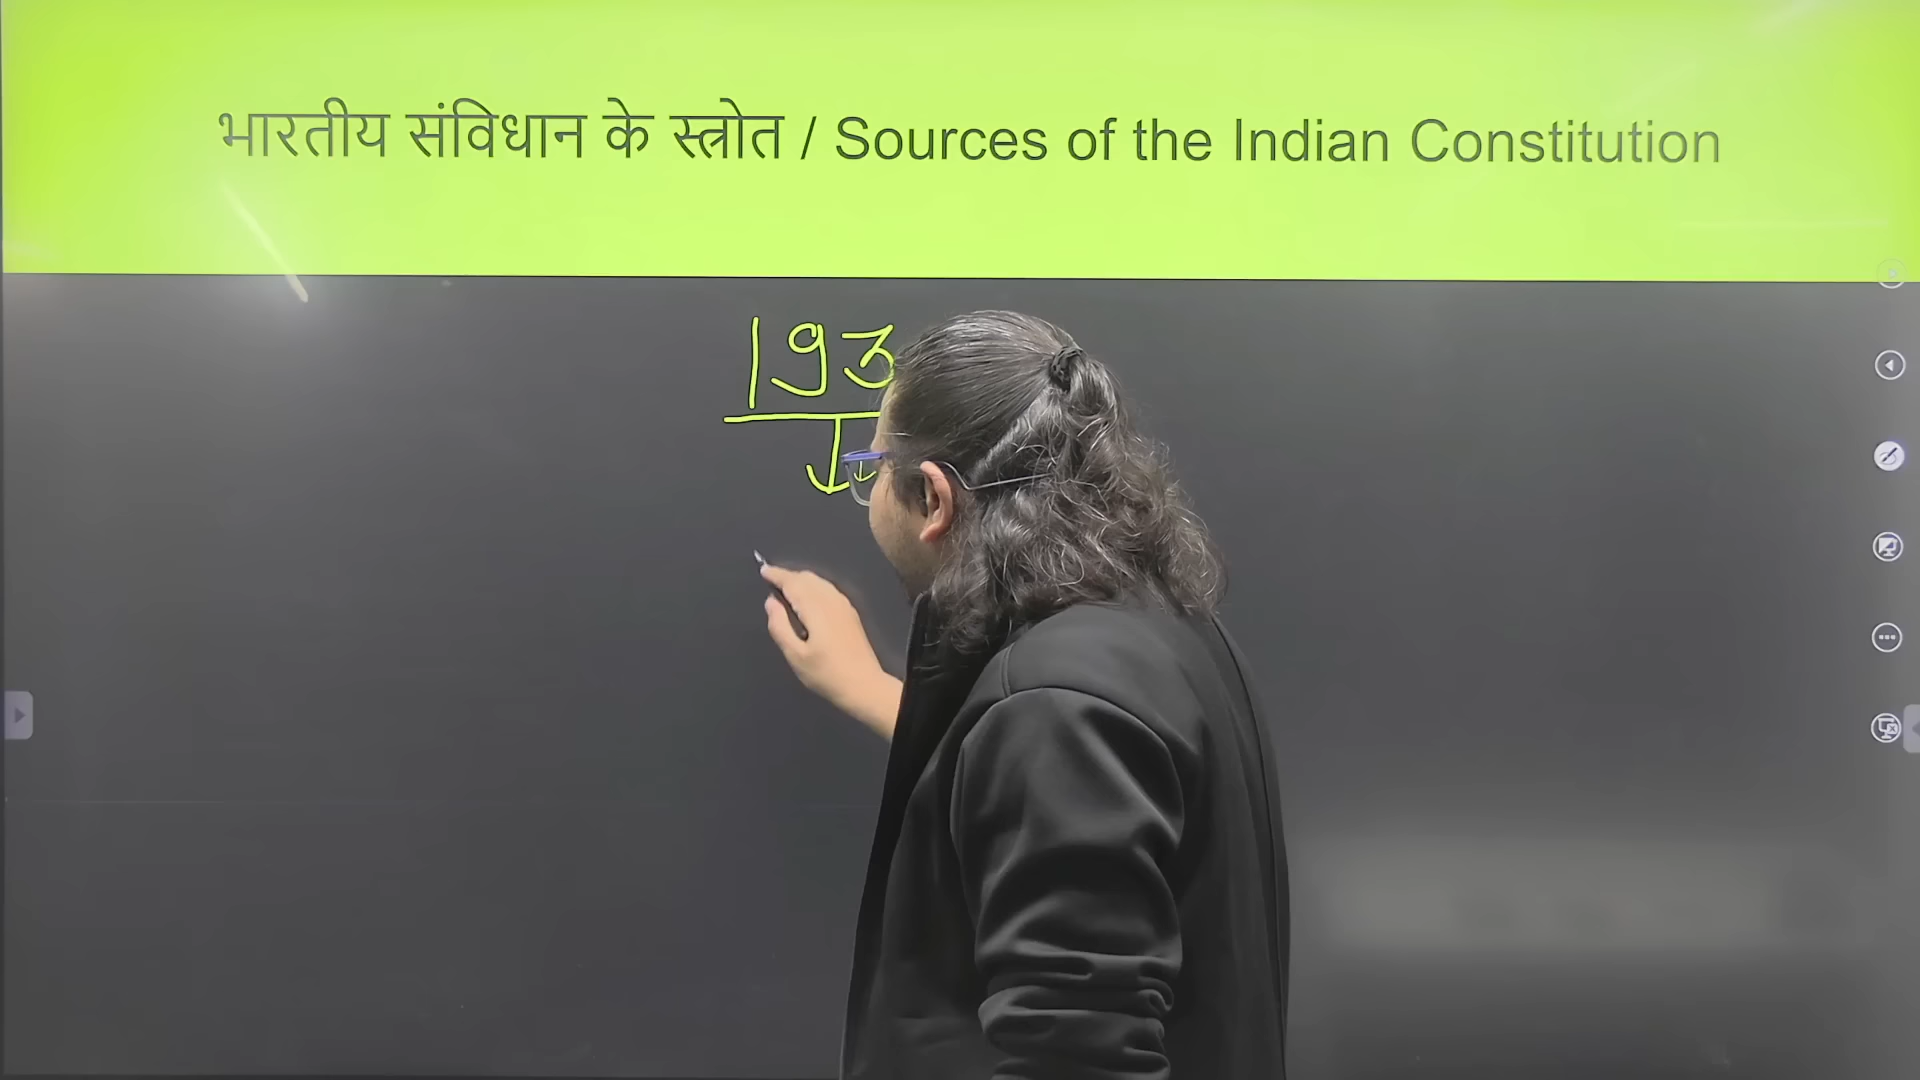 भारतीय संविधान के स्त्रोत / Sources of the Indian Constitution
193